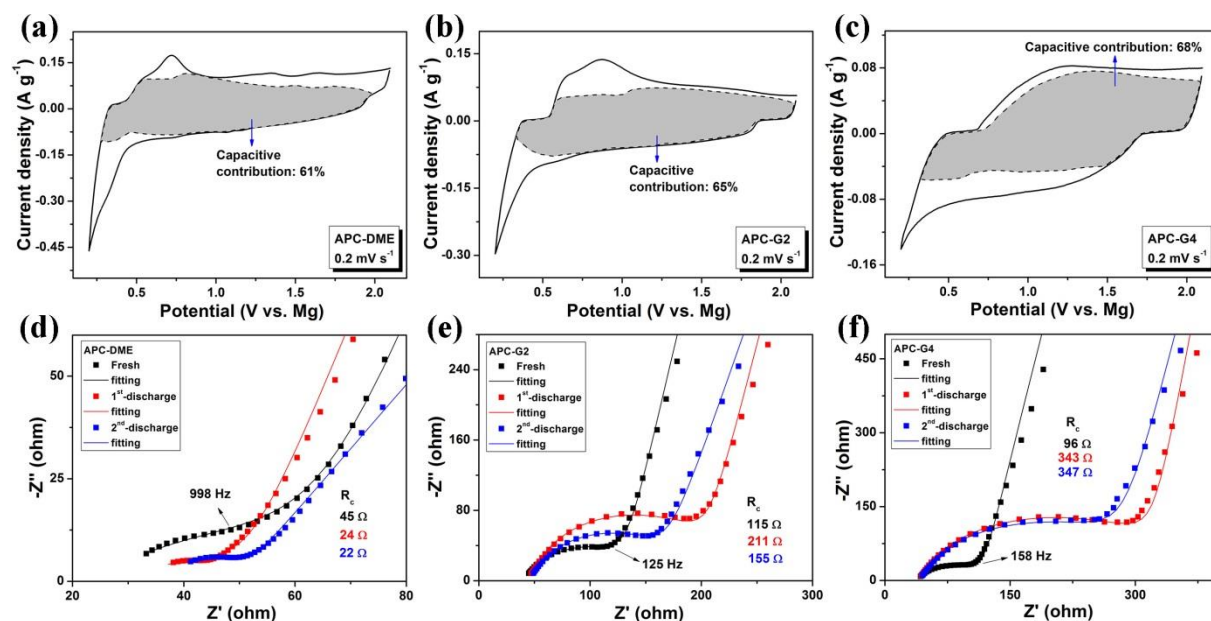 (a)
0.15
0.00
-0.15
-0.30
-0.45
Current density (A g⁻¹)
Capacitive
contribution: 61%
APC-DME
0.2 mV s⁻¹
0.5 1.0 1.5 2.0
Potential (V vs. Mg)
(b)
0.15
0.00
-0.15
-0.30
Current density (A g⁻¹)
Capacitive
contribution: 65%
APC-G2
0.2 mV s⁻¹
0.5 1.0 1.5 2.0
Potential (V vs. Mg)
(c)
0.08
0.00
-0.08
-0.16
Current density (A g⁻¹)
Capacitive contribution: 68%
APC-G4
0.2 mV s⁻¹
0.5 1.0 1.5 2.0
Potential (V vs. Mg)
(d)
50
25
0
-Z'' (ohm)
APC-DME
Fresh
fitting
1st-discharge
fitting
2nd-discharge
fitting
998 Hz
Rc
45 Ω
24 Ω
22 Ω
20 40 60 80
Z' (ohm)
(e)
240
160
80
0
-Z'' (ohm)
APC-G2
Fresh
fitting
1st-discharge
fitting
2nd-discharge
fitting
125 Hz
Rc
115 Ω
211 Ω
155 Ω
0 100 200 300
Z' (ohm)
(f)
450
300
150
0
-Z'' (ohm)
APC-G4
Fresh
fitting
1st-discharge
fitting
2nd-discharge
fitting
158 Hz
Rc
96 Ω
343 Ω
347 Ω
0 150 300
Z' (ohm)